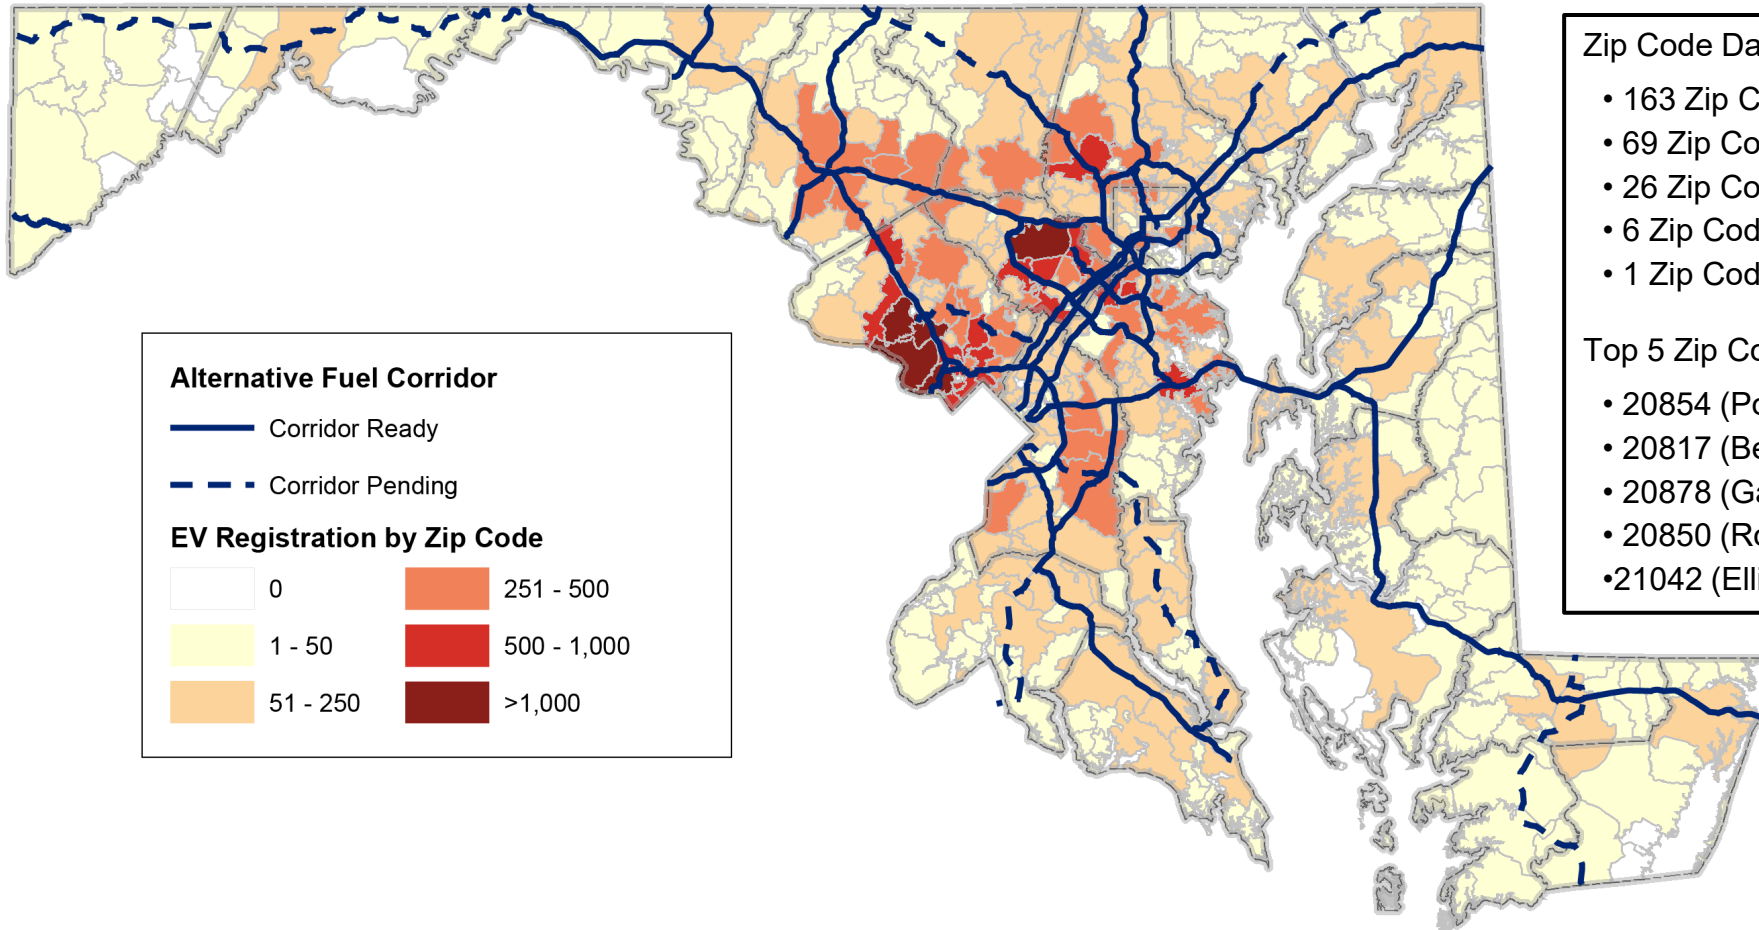 Zip Code Da
• 163 Zip C
• 69 Zip Co
• 26 Zip Co
• 6 Zip Cod
• 1 Zip Cod
Top 5 Zip Co
• 20854 (Po
• 20817 (Be
• 20878 (Ga
• 20850 (Ro
•21042 (Elli
Alternative Fuel Corridor
Corridor Ready
Corridor Pending
EV Registration by Zip Code
0
251 - 500
1 - 50
500 - 1,000
51 - 250
>1,000